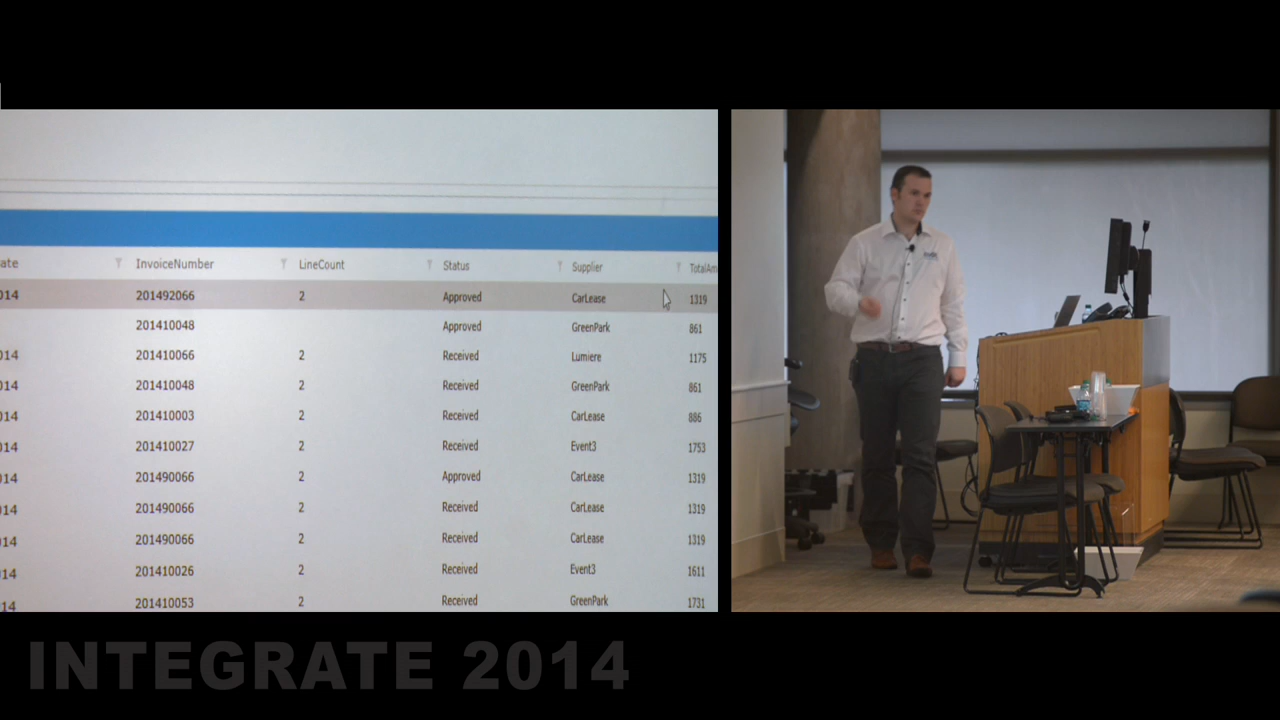 ate InvoiceNumber LineCount Status Supplier TotalAm
014 201492066 2 Approved CarLease 1319
201410048 Approved GreenPark 861
014 201410066 2 Received Lumiere 1175
014 201410048 2 Received GreenPark 861
014 201410003 2 Received CarLease 886
014 201410027 2 Received Event3 1753
014 201490066 2 Approved CarLease 1319
014 201490066 2 Received CarLease 1319
014 201490066 2 Received CarLease 1319
014 201410026 2 Received Event3 1611
014 201410053 2 Received GreenPark 1731
INTEGRATE 2014